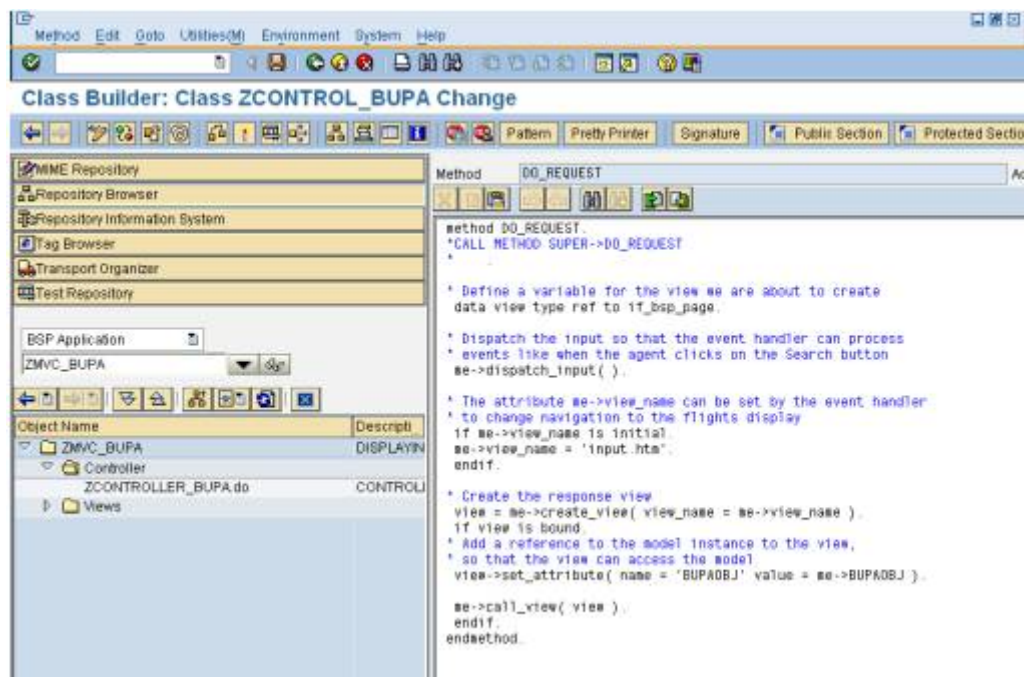 Method Edit Goto Utilities(M) Environment System Help
Class Builder: Class ZCONTROL_BUPA Change
Pattern Pretty Printer Signature Public Section Protected Sectio
MIME Repository
Repository Browser
Repository Information System
Tag Browser
Transport Organizer
Test Repository
BSP Application
ZMVC_BUPA
Object Name Descripti
ZMVC_BUPA DISPLAYIN
Controller
ZCONTROLLER_BUPA.do CONTROLL
Views
Method DO_REQUEST Ac
method DO_REQUEST.
*CALL METHOD SUPER->DO_REQUEST
* .
* Define a variable for the view we are about to create
data view type ref to if_bsp_page.
* Dispatch the input so that the event handler can process
* events like when the agent clicks on the Search button
me->dispatch_input( ).
* The attribute me->view_name can be set by the event handler
* to change navigation to the flights display
if me->view_name is initial.
me->view_name = 'input.htm'.
endif.
* Create the response view
view = me->create_view( view_name = me->view_name ).
if view is bound.
* Add a reference to the model instance to the view,
* so that the view can access the model
view->set_attribute( name = 'BUPAOBJ' value = me->BUPAOBJ ).
me->call_view( view ).
endif.
endmethod.